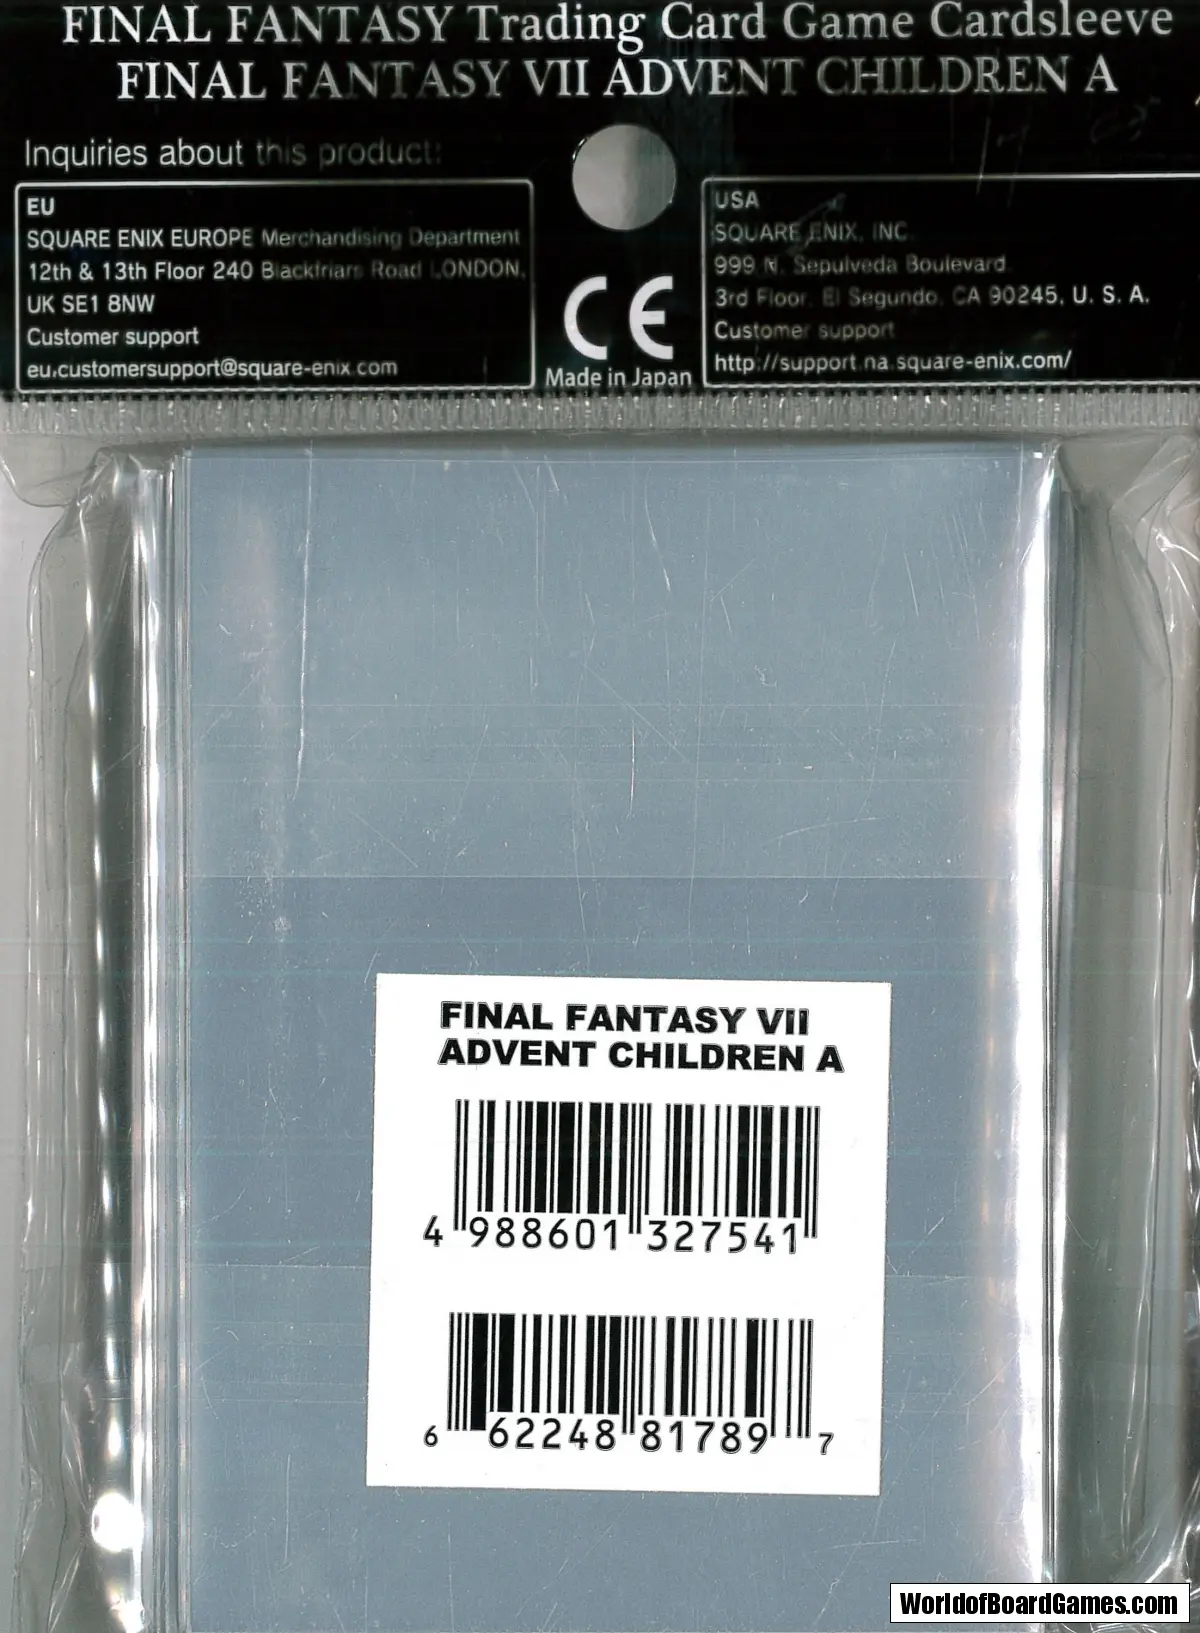 FINAL FANTASY Trading Card Game Cardsleeve
FINAL FANTASY VII ADVENT CHILDREN A
Inquiries about this product:
EU
SQUARE ENIX EUROPE Merchandising Department
12th & 13th Floor 240 Blackfriars Road LONDON,
UK SE1 8NW
Customer support
eu.customersupport@square-enix.com
CE
Made in Japan
USA
SQUARE ENIX, INC.
999 N. Sepulveda Boulevard
3rd Floor, El Segundo, CA 90245, U. S. A.
Customer support
http://support.na.square-enix.com/
FINAL FANTASY VII
ADVENT CHILDREN A
4 988601 327541
6 62248 81789 7
WorldofBoardGames.com